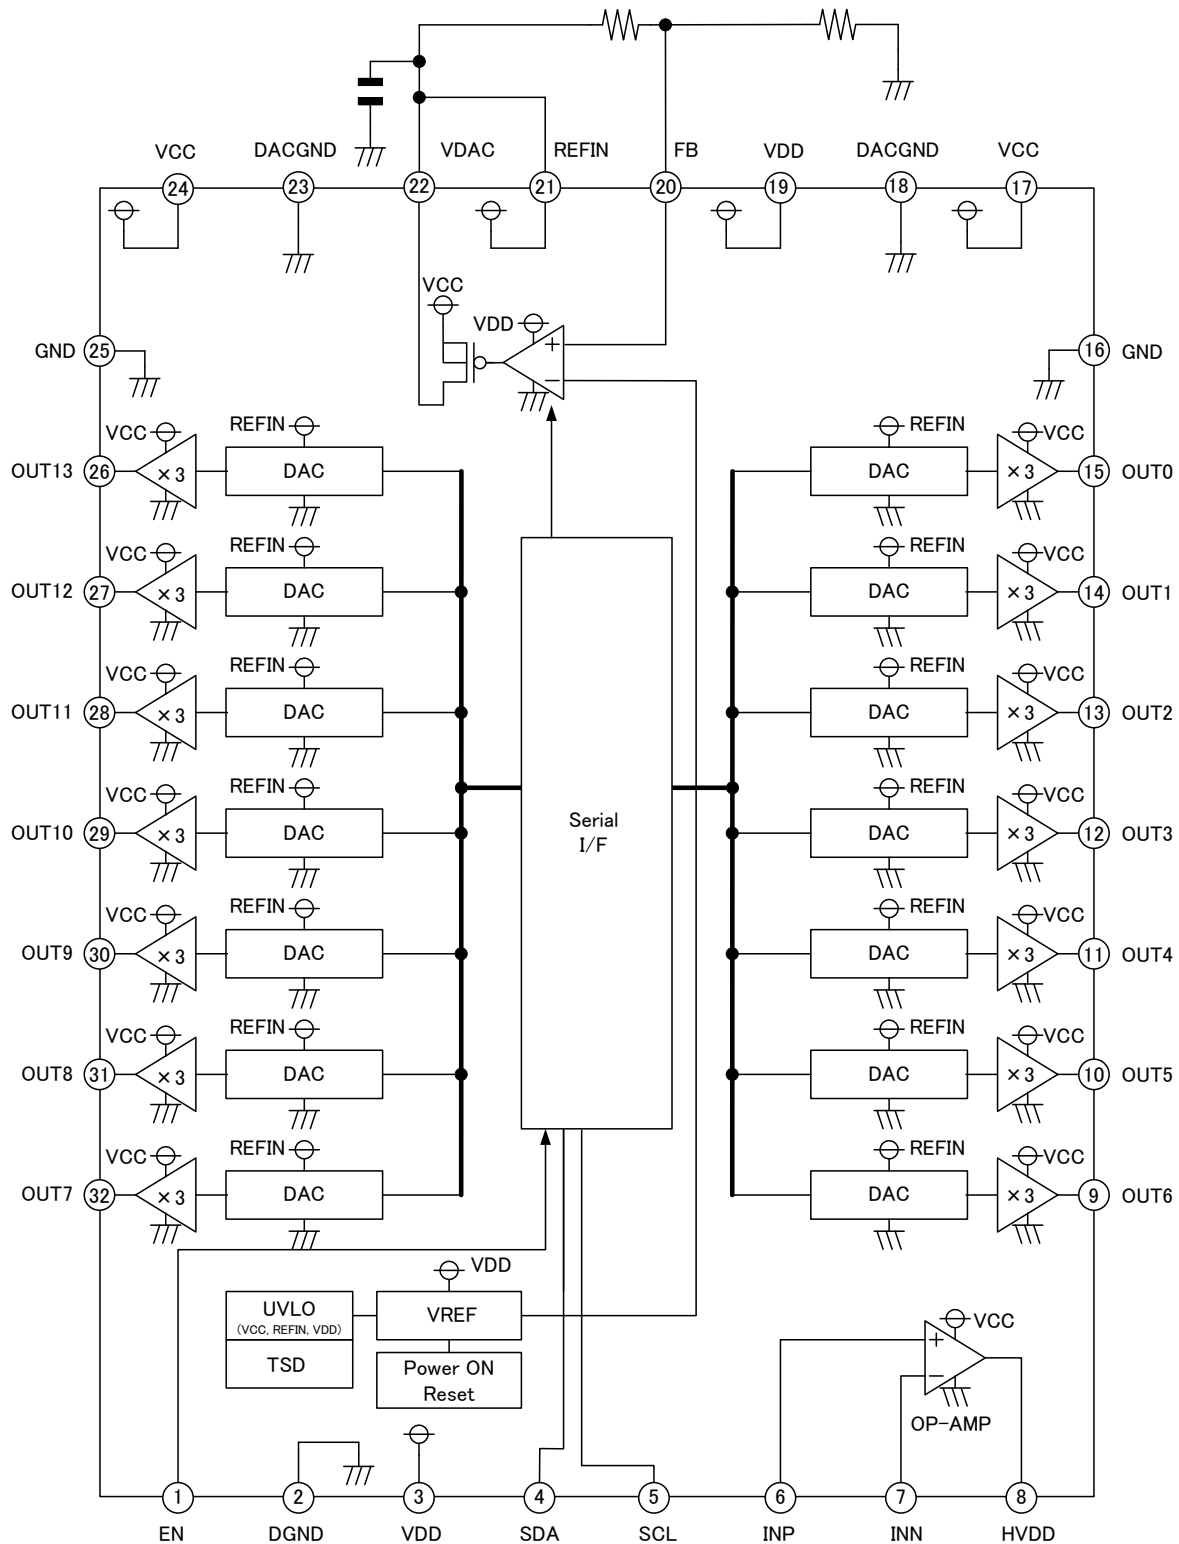 VCC
DACGND
VDAC
REFIN
FB
VDD
DACGND
VCC
24
23
22
21
20
19
18
17
VCC
VDD
+
−
GND
25
16
GND
REFIN
REFIN
VCC
VCC
OUT13
26
×3
DAC
DAC
×3
15
OUT0
REFIN
REFIN
VCC
VCC
OUT12
27
×3
DAC
DAC
×3
14
OUT1
REFIN
REFIN
VCC
VCC
OUT11
28
×3
DAC
DAC
×3
13
OUT2
REFIN
REFIN
VCC
VCC
OUT10
29
×3
DAC
Serial
I/F
DAC
×3
12
OUT3
REFIN
REFIN
VCC
VCC
OUT9
30
×3
DAC
DAC
×3
11
OUT4
REFIN
REFIN
VCC
VCC
OUT8
31
×3
DAC
DAC
×3
10
OUT5
REFIN
REFIN
VCC
VCC
OUT7
32
×3
DAC
DAC
×3
9
OUT6
VDD
UVLO
(VCC, REFIN, VDD)
VREF
TSD
Power ON
Reset
VCC
+
−
OP-AMP
1
2
3
4
5
6
7
8
EN
DGND
VDD
SDA
SCL
INP
INN
HVDD